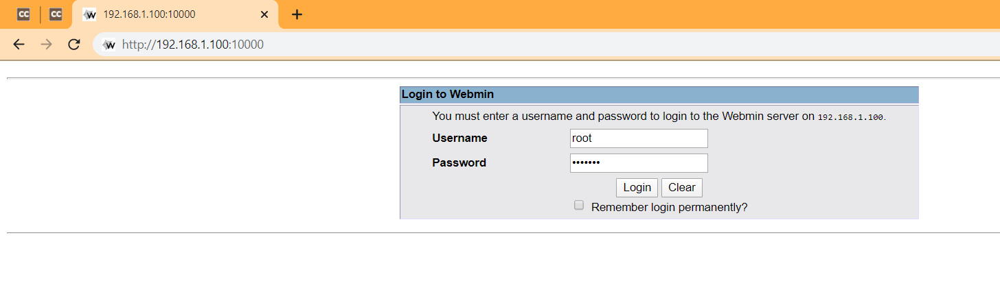 CC
CC
W 192.168.1.100:10000
W http://192.168.1.100:10000
Login to Webmin
You must enter a username and password to login to the Webmin server on 192.168.1.100.
Username root
Password •••••••
Login Clear
Remember login permanently?